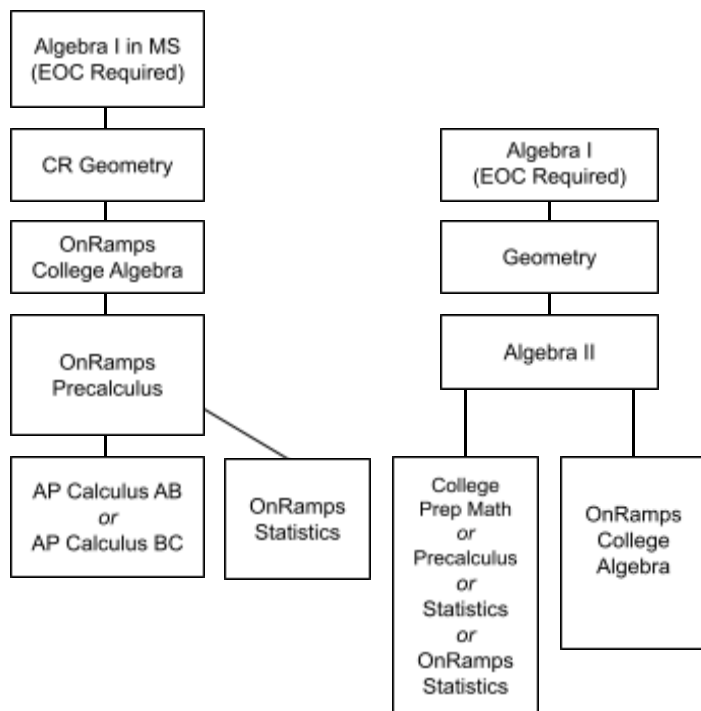 Algebra I in MS
(EOC Required)
CR Geometry
OnRamps
College Algebra
OnRamps
Precalculus
AP Calculus AB
or
AP Calculus BC
OnRamps
Statistics
Algebra I
(EOC Required)
Geometry
Algebra II
College
Prep Math
or
Precalculus
or
Statistics
or
OnRamps
Statistics
OnRamps
College
Algebra